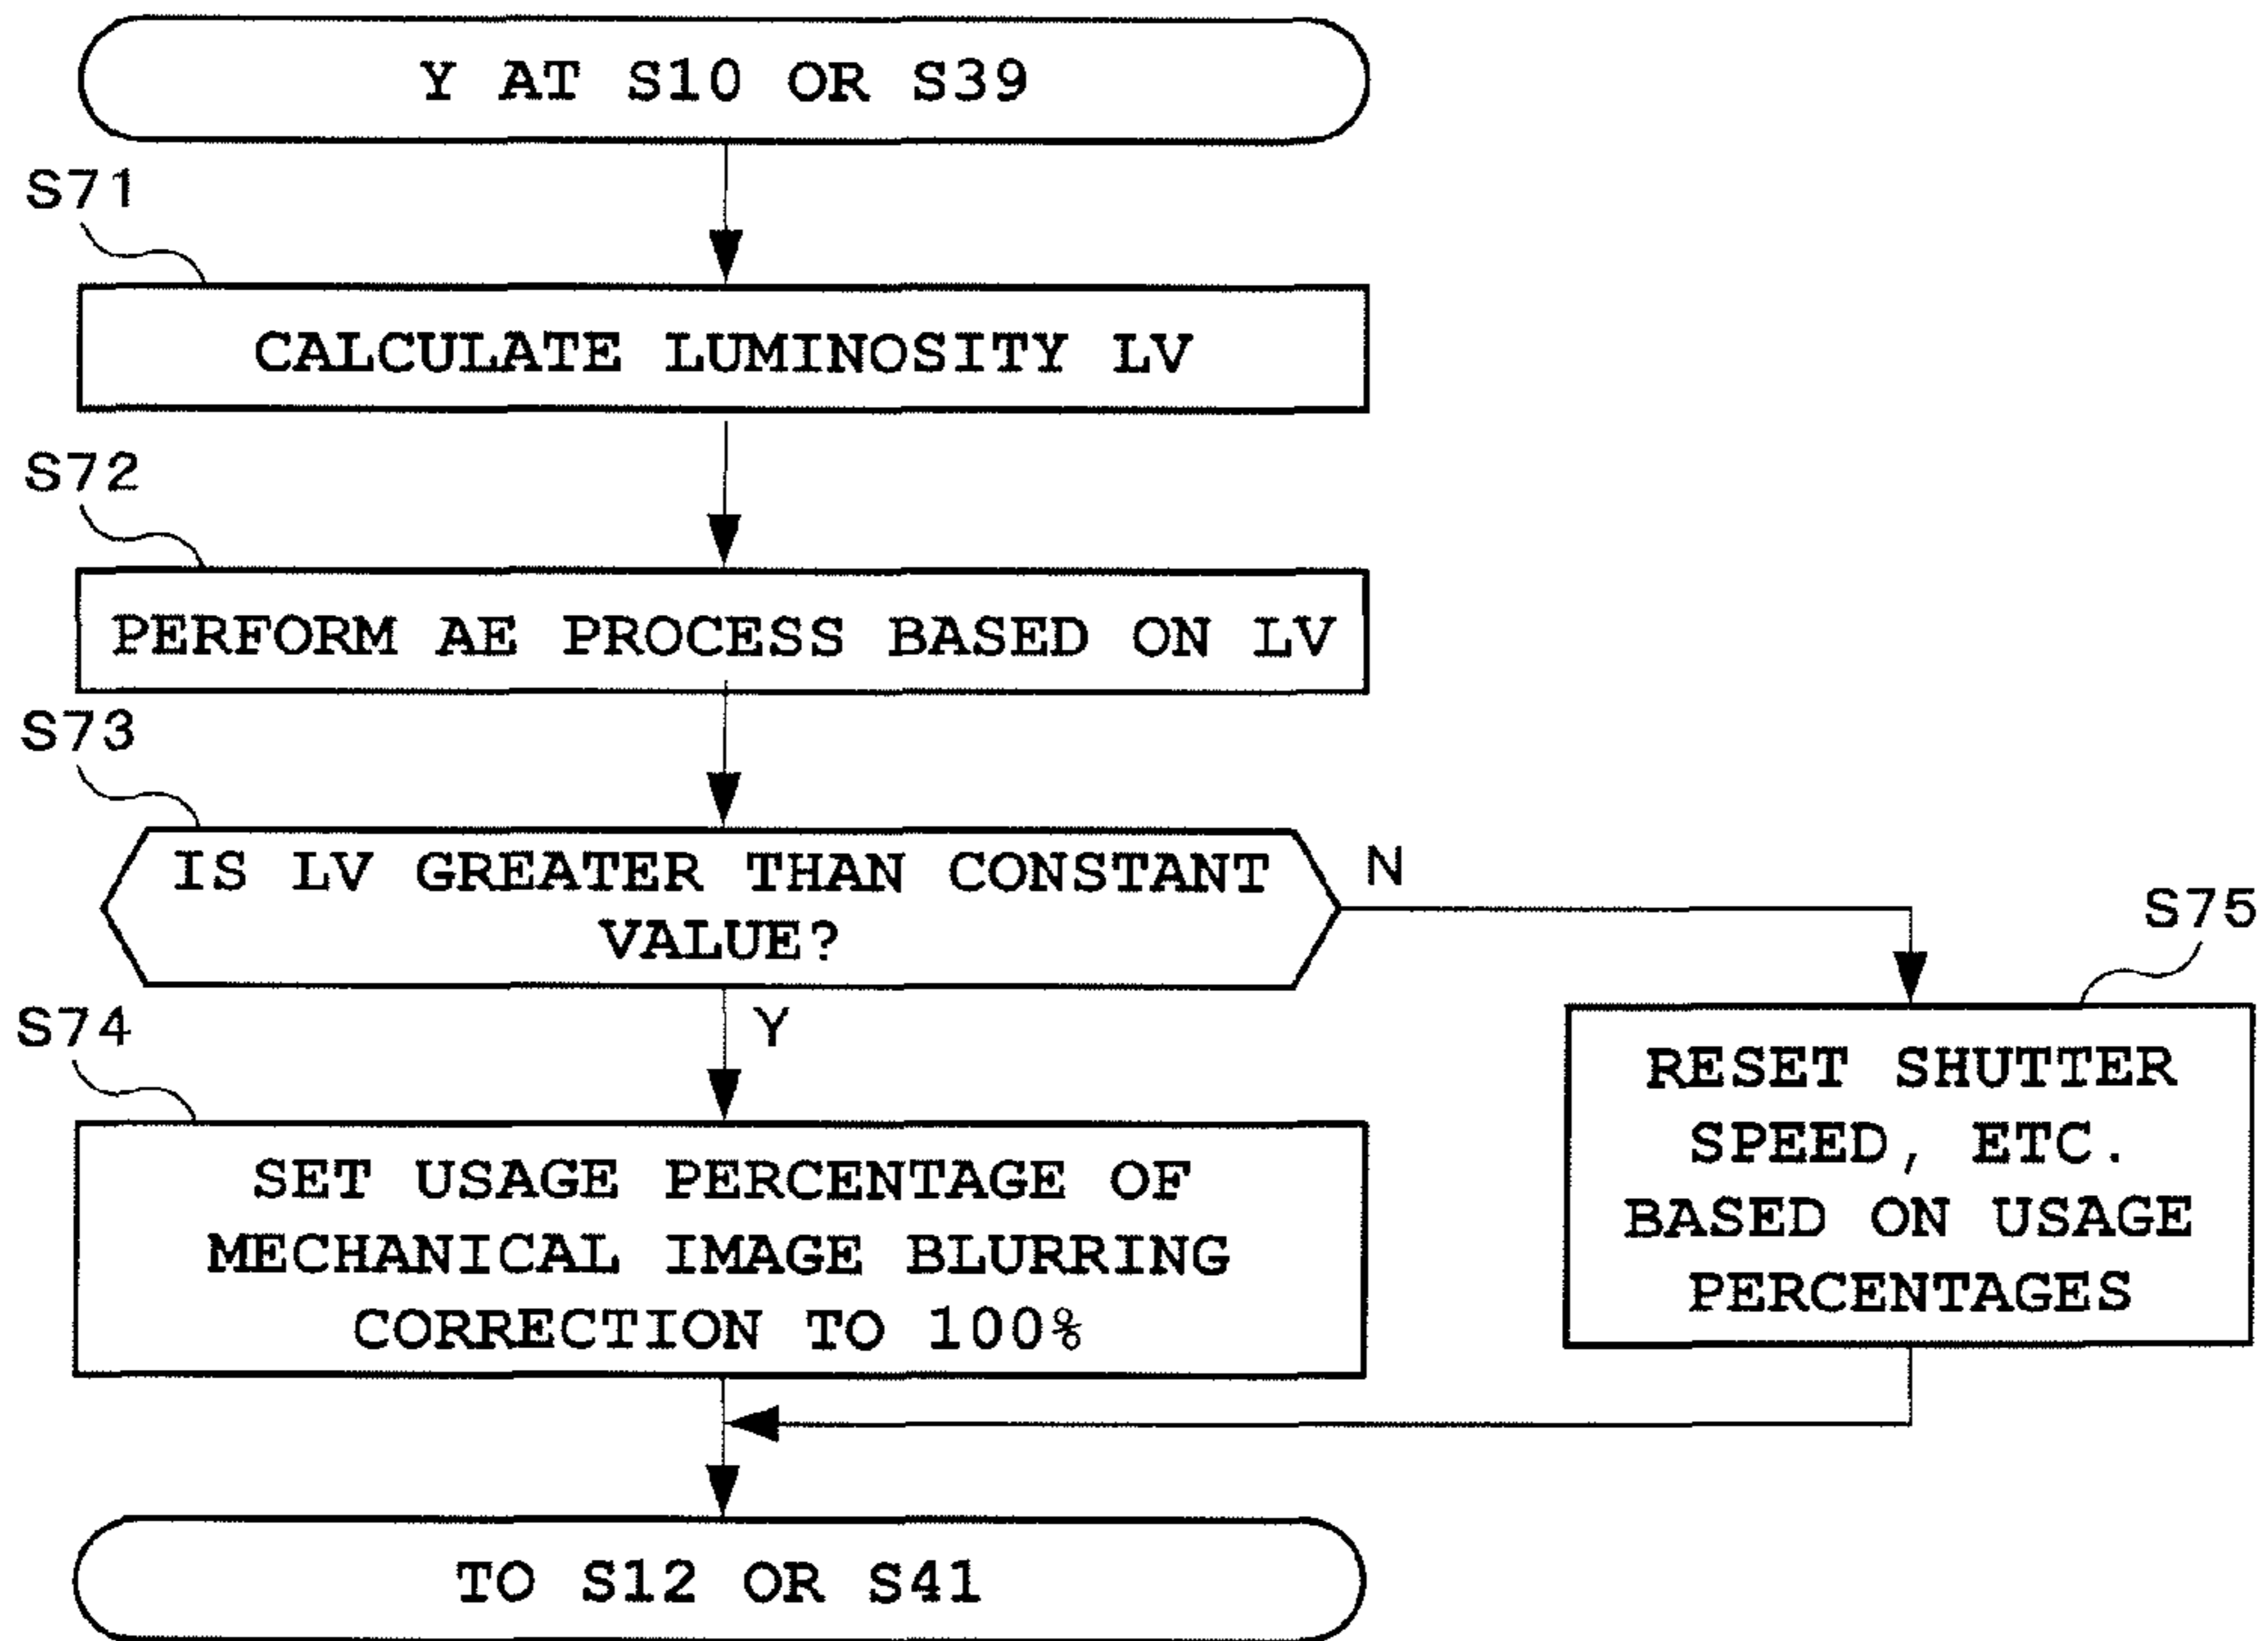 Y AT S10 OR S39
S71
CALCULATE LUMINOSITY LV
S72
PERFORM AE PROCESS BASED ON LV
S73
IS LV GREATER THAN CONSTANT
VALUE?
N
S75
Y
S74
SET USAGE PERCENTAGE OF
MECHANICAL IMAGE BLURRING
CORRECTION TO 100%
RESET SHUTTER
SPEED, ETC.
BASED ON USAGE
PERCENTAGES
TO S12 OR S41